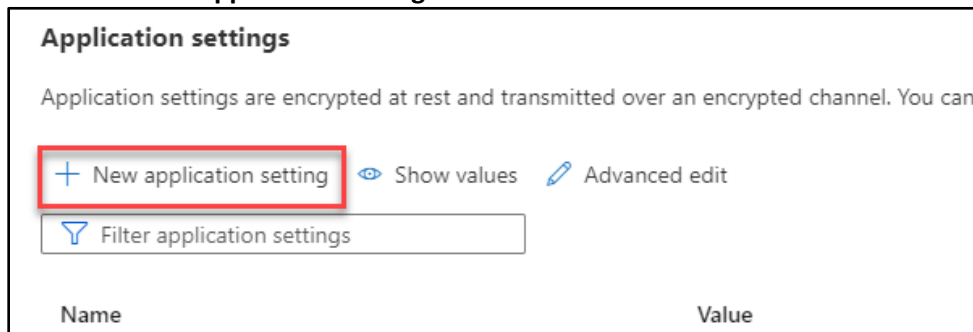 Application settings
Application settings are encrypted at rest and transmitted over an encrypted channel. You can
New application setting Show values Advanced edit
Filter application settings
Name Value